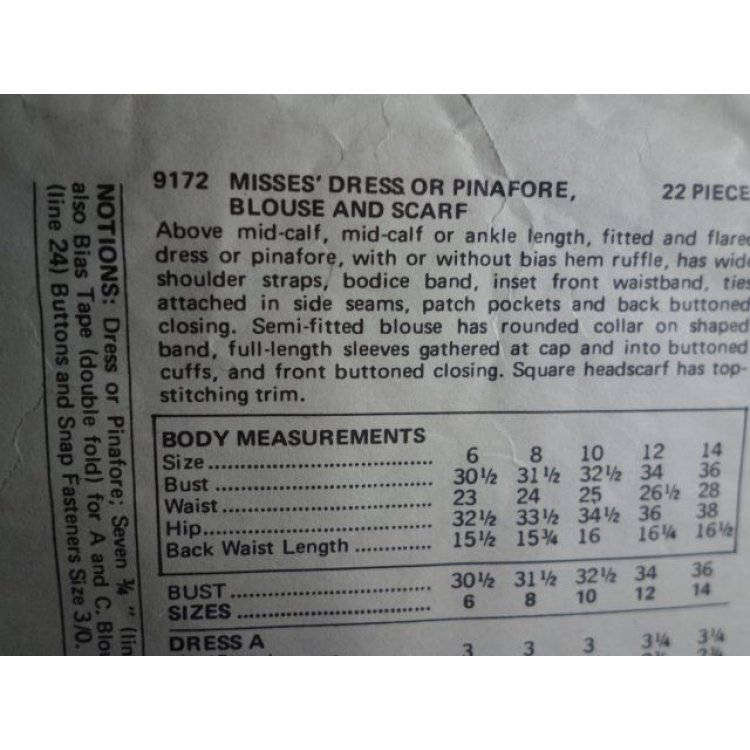 9172 MISSES' DRESS OR PINAFORE, 22 PIECE
BLOUSE AND SCARF
Above mid-calf, mid-calf or ankle length, fitted and flared
dress or pinafore, with or without bias hem ruffle, has wide
shoulder straps, bodice band, inset front waistband, ties
attached in side seams, patch pockets and back buttoned
closing. Semi-fitted blouse has rounded collar on shaped
band, full-length sleeves gathered at cap and into buttoned
cuffs, and front buttoned closing. Square headscarf has top-
stitching trim.
BODY MEASUREMENTS
Size 6 8 10 12 14
Bust 30½ 31½ 32½ 34 36
Waist 23 24 25 26½ 28
Hip 32½ 33½ 34½ 36 38
Back Waist Length 15½ 15¾ 16 16¼ 16½
BUST 30½ 31½ 32½ 34 36
SIZES 6 8 10 12 14
DRESS A 3 3 3 3¼ 3¼
NOTIONS: Dress or Pinafore; Seven ¾" (lin
also Bias Tape (double fold) for A and C. Blou
(line 24) Buttons and Snap Fasteners Size 3/0.